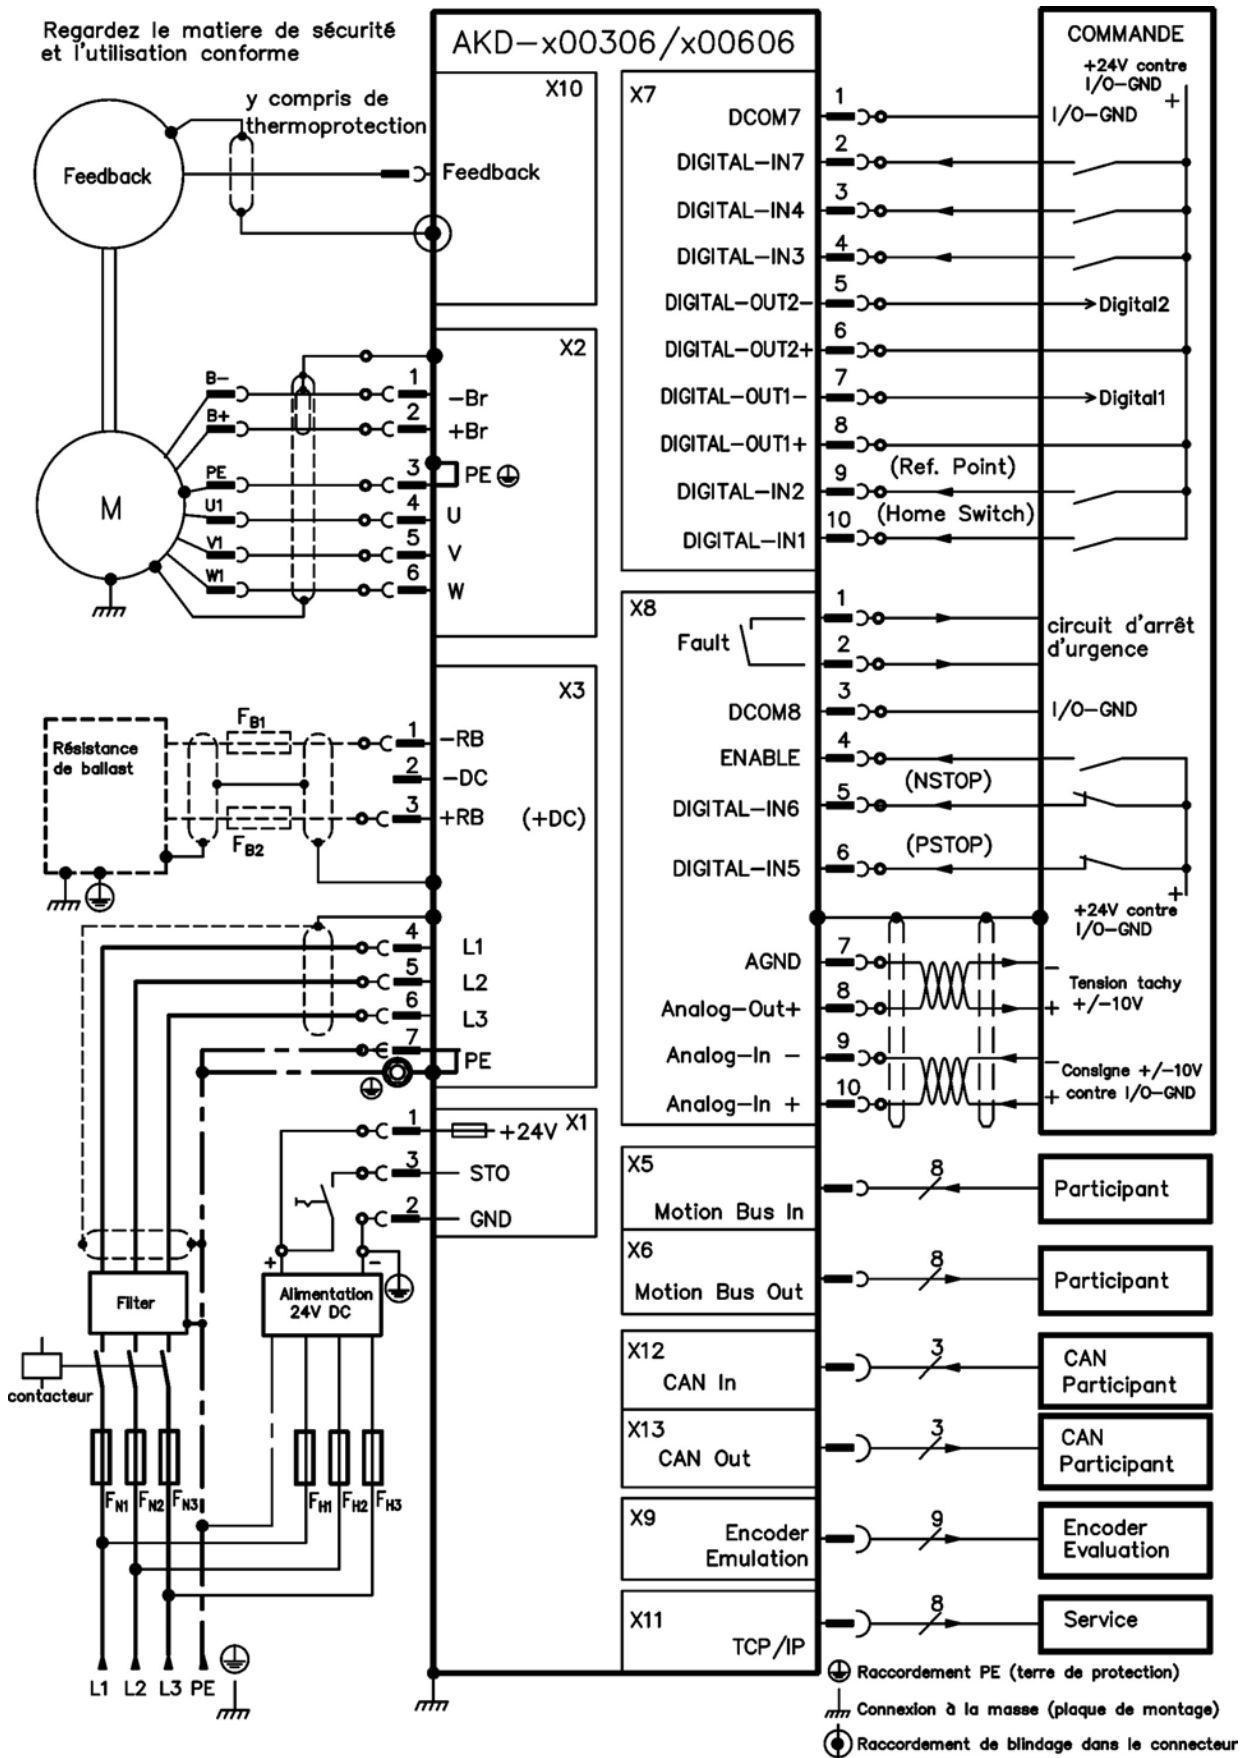 Regardez le matiere de sécurité
et l'utilisation conforme
AKD-x00306/x00606
COMMANDE
+24V contre
I/O-GND
+
I/O-GND
y compris de
thermoprotection
Feedback
X10
Feedback
X7
DCOM7
1
DIGITAL-IN7
2
DIGITAL-IN4
3
DIGITAL-IN3
4
DIGITAL-OUT2-
5
Digital2
DIGITAL-OUT2+
6
DIGITAL-OUT1-
7
Digital1
DIGITAL-OUT1+
8
DIGITAL-IN2
9
(Ref. Point)
DIGITAL-IN1
10
(Home Switch)
X2
B-
1
-Br
B+
2
+Br
PE
3
PE
U1
4
U
V1
5
V
W1
6
W
M
X8
Fault
1
2
circuit d'arrêt
d'urgence
DCOM8
3
I/O-GND
ENABLE
4
DIGITAL-IN6
5
(NSTOP)
DIGITAL-IN5
6
(PSTOP)
+
+24V contre
I/O-GND
AGND
7
-
Analog-Out+
8
+
Tension tachy
+/-10V
Analog-In -
9
-
Analog-In +
10
+
Consigne +/-10V
contre I/O-GND
X3
Résistance
de ballast
FB1
1
-RB
2
-DC
FB2
3
+RB
(+DC)
4
L1
5
L2
6
L3
7
PE
X1
1
+24V
3
STO
2
GND
+
-
Alimentation
24V DC
Filter
contacteur
FN1
FN2
FN3
FH1
FH2
FH3
L1
L2
L3
PE
X5
Motion Bus In
8
Participant
X6
Motion Bus Out
8
Participant
X12
CAN In
3
CAN
Participant
X13
CAN Out
3
CAN
Participant
X9
Encoder
Emulation
9
Encoder
Evaluation
X11
TCP/IP
8
Service
Raccordement PE (terre de protection)
Connexion à la masse (plaque de montage)
Raccordement de blindage dans le connecteur